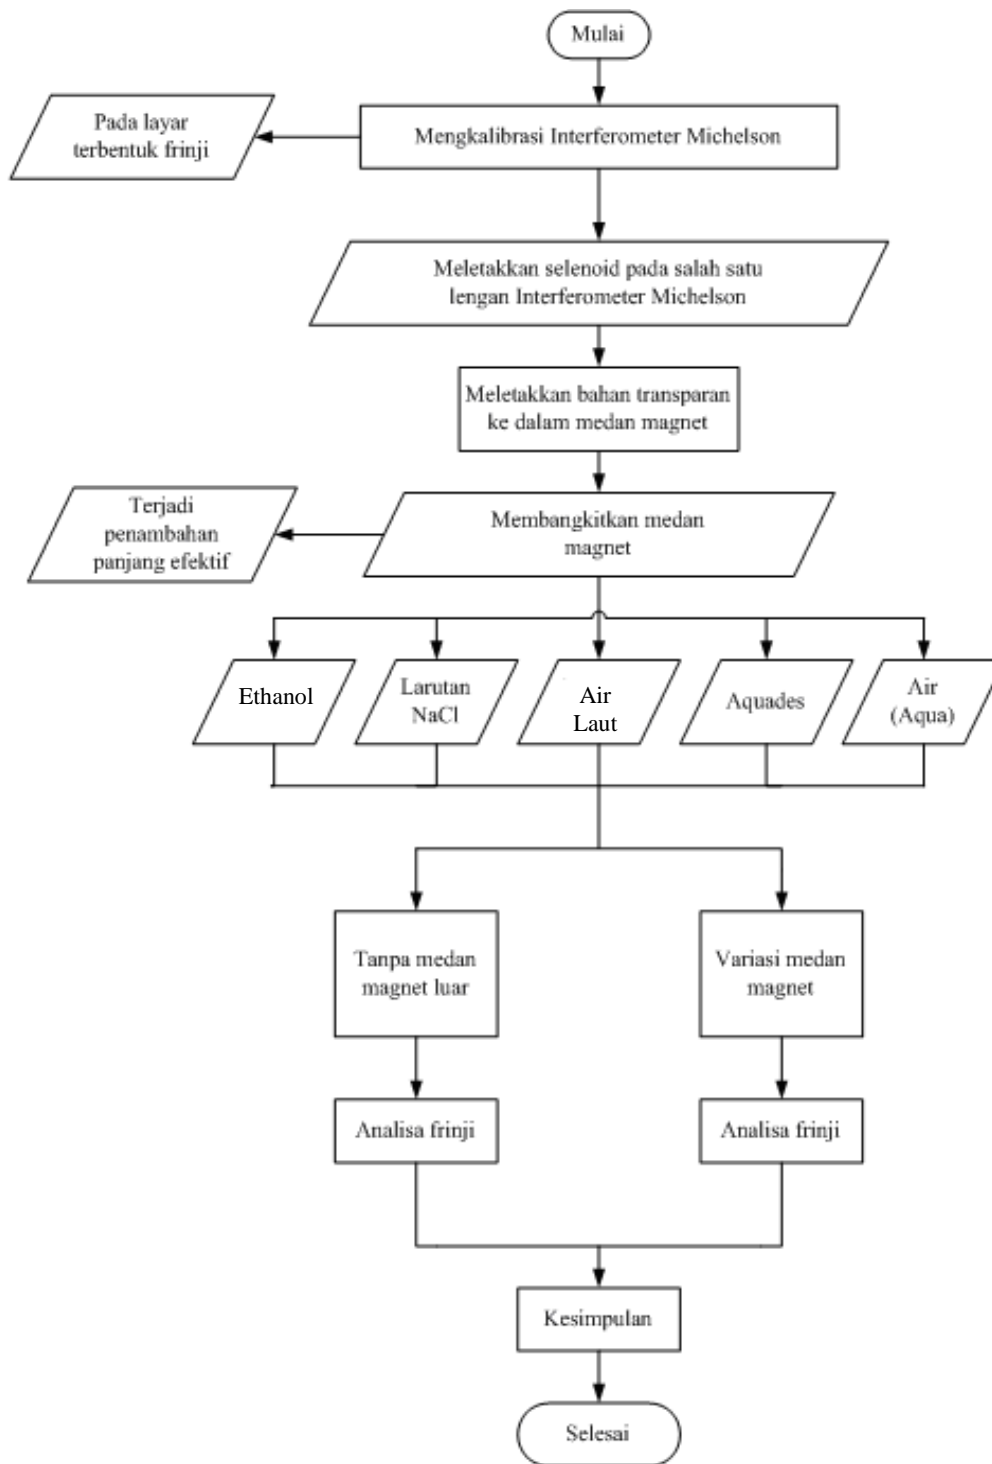 Mulai
Pada layar
terbentuk frinji
Mengkalibrasi Interferometer Michelson
Meletakkan selenoid pada salah satu
lengan Interferometer Michelson
Meletakkan bahan transparan
ke dalam medan magnet
Terjadi
penambahan
panjang efektif
Membangkitkan medan
magnet
Ethanol
Larutan
NaCl
Air
Laut
Aquades
Air
(Aqua)
Tanpa medan
magnet luar
Variasi medan
magnet
Analisa frinji
Analisa frinji
Kesimpulan
Selesai